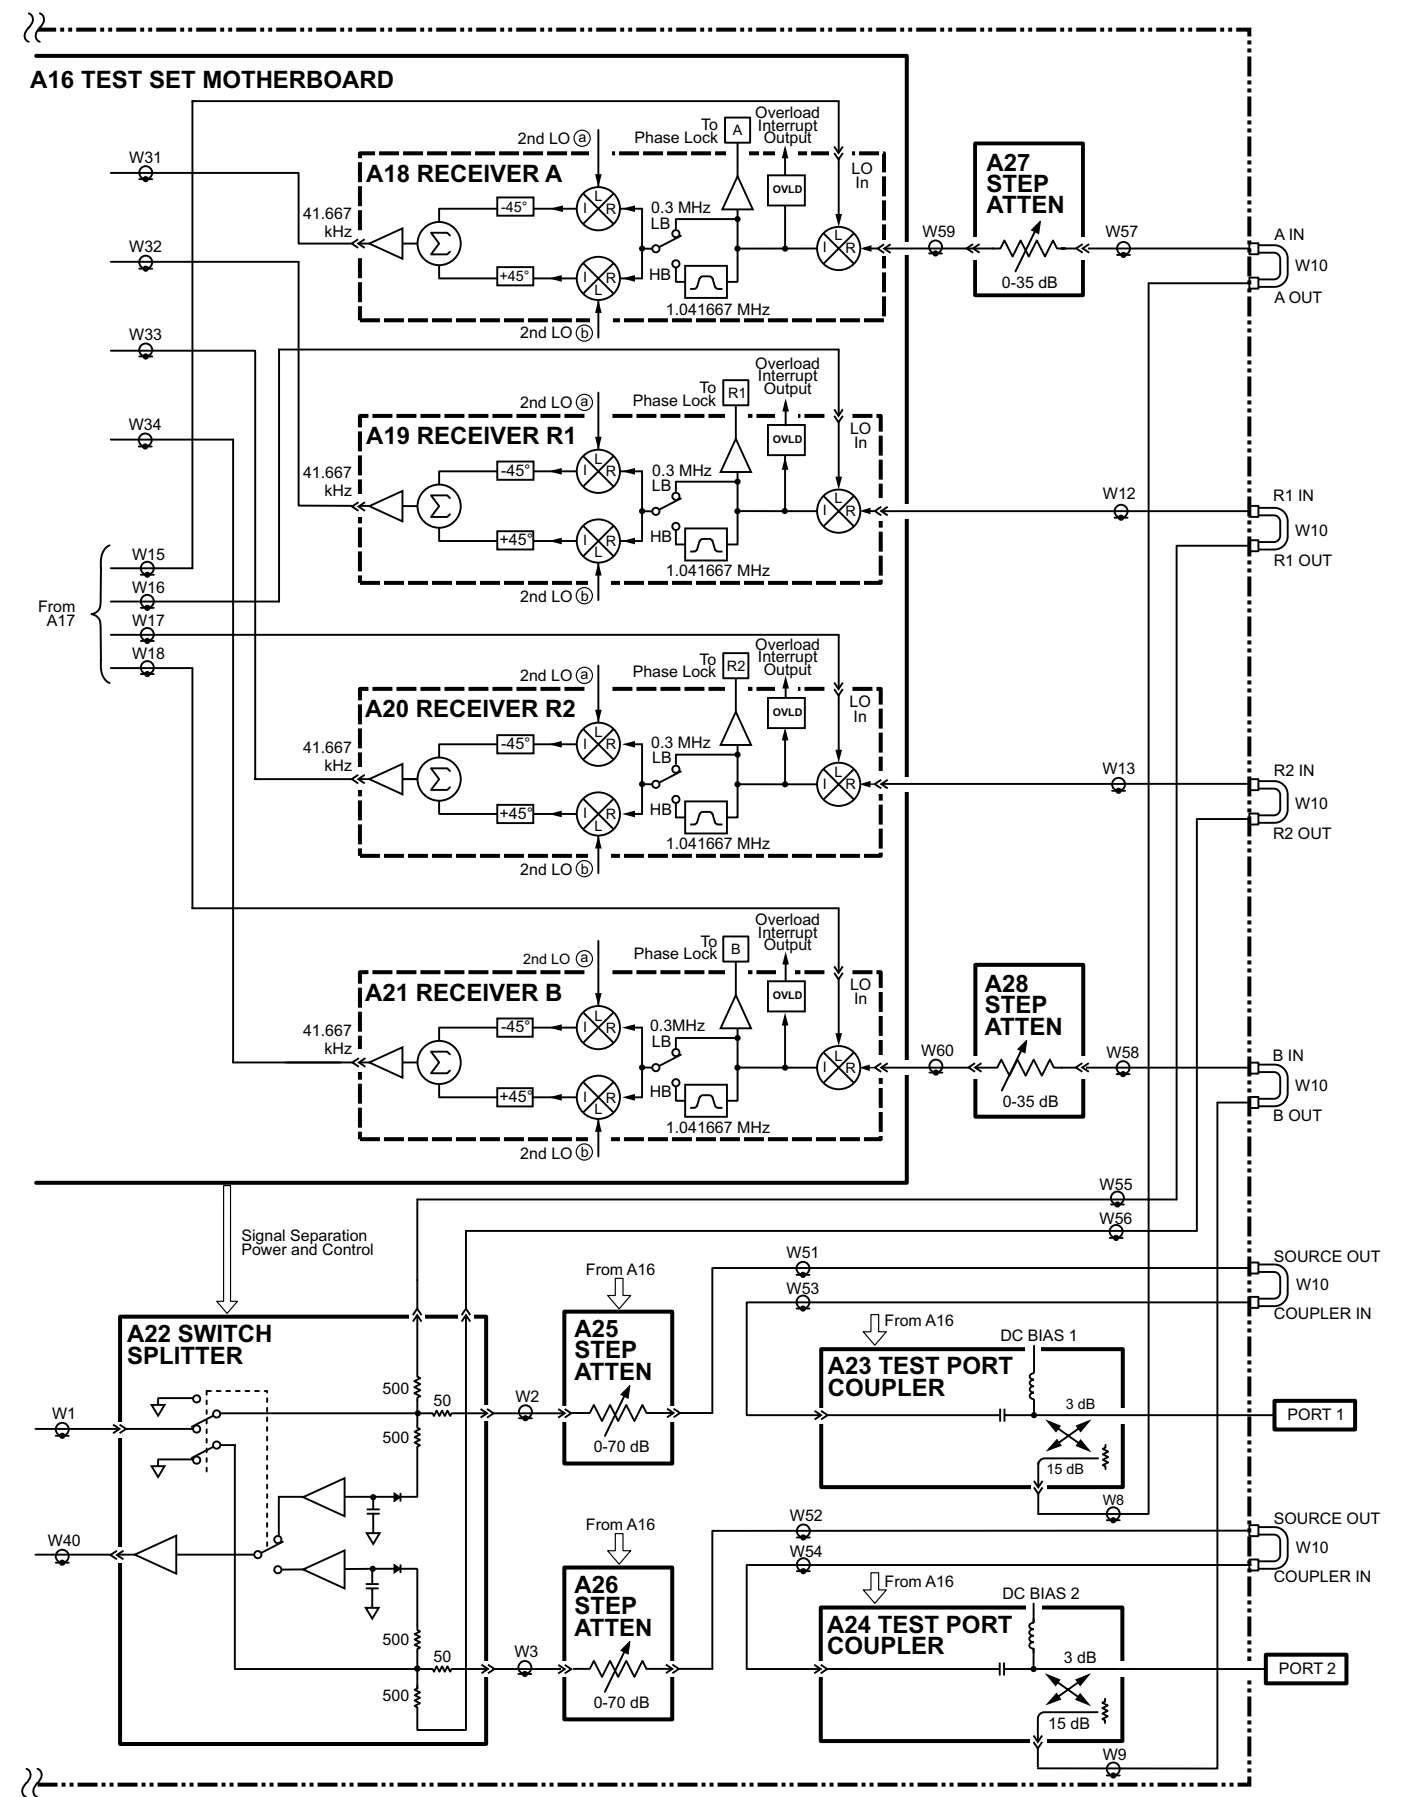 A16 TEST SET MOTHERBOARD
W31
W32
W33
W34
From
A17
W15
W16
W17
W18
2nd LO a
To
Phase Lock
A
Overload
Interrupt
Output
A18 RECEIVER A
LO
In
41.667
kHz
Σ
-45°
+45°
L
I R
I R
L
0.3 MHz
LB
HB
OVLD
1.041667 MHz
L
I R
2nd LO b
W59
A27
STEP
ATTEN
0-35 dB
W57
A IN
W10
A OUT
2nd LO a
To
Phase Lock
R1
Overload
Interrupt
Output
A19 RECEIVER R1
LO
In
41.667
kHz
Σ
-45°
+45°
L
I R
I R
L
0.3 MHz
LB
HB
OVLD
1.041667 MHz
L
I R
2nd LO b
W12
R1 IN
W10
R1 OUT
2nd LO a
To
Phase Lock
R2
Overload
Interrupt
Output
A20 RECEIVER R2
LO
In
41.667
kHz
Σ
-45°
+45°
L
I R
I R
L
0.3 MHz
LB
HB
OVLD
1.041667 MHz
L
I R
2nd LO b
W13
R2 IN
W10
R2 OUT
2nd LO a
To
Phase Lock
B
Overload
Interrupt
Output
A21 RECEIVER B
LO
In
41.667
kHz
Σ
-45°
+45°
L
I R
I R
L
0.3MHz
LB
HB
OVLD
1.041667 MHz
L
I R
2nd LO b
W60
A28
STEP
ATTEN
0-35 dB
W58
B IN
W10
B OUT
W55
W56
Signal Separation
Power and Control
A22 SWITCH
SPLITTER
W1
W40
500
50
500
500
50
500
W2
W3
From A16
A25
STEP
ATTEN
0-70 dB
W51
W53
SOURCE OUT
W10
COUPLER IN
From A16
DC BIAS 1
A23 TEST PORT
COUPLER
3 dB
15 dB
PORT 1
W8
From A16
A26
STEP
ATTEN
0-70 dB
W52
W54
SOURCE OUT
W10
COUPLER IN
From A16
DC BIAS 2
A24 TEST PORT
COUPLER
3 dB
15 dB
PORT 2
W9